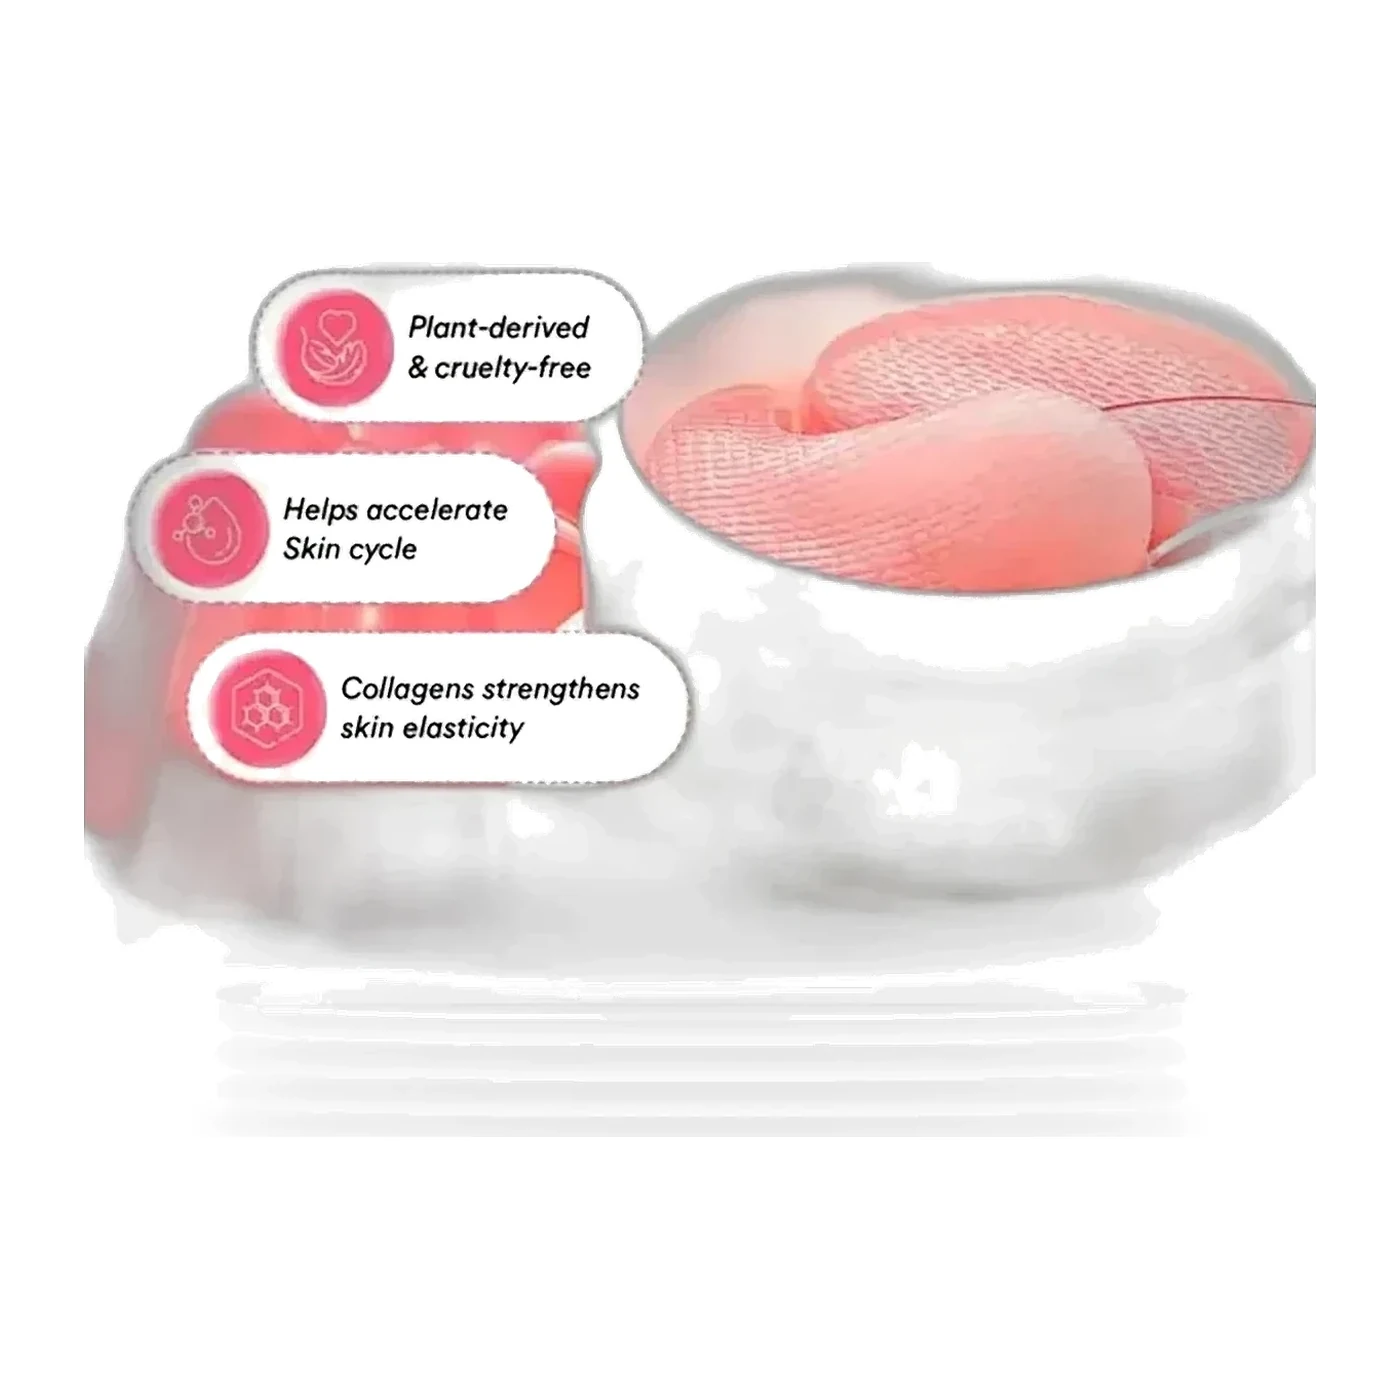 Plant-derived
& cruelty-free
Helps accelerate
Skin cycle
Collagens strengthens
skin elasticity